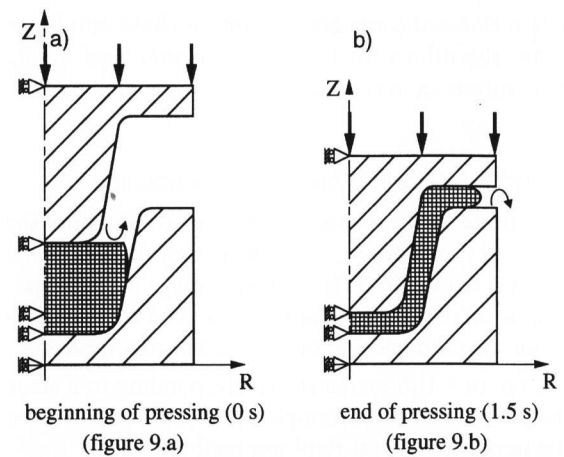 a)
Z
R
beginning of pressing (0 s)
(figure 9.a)
b)
Z
R
end of pressing (1.5 s)
(figure 9.b)